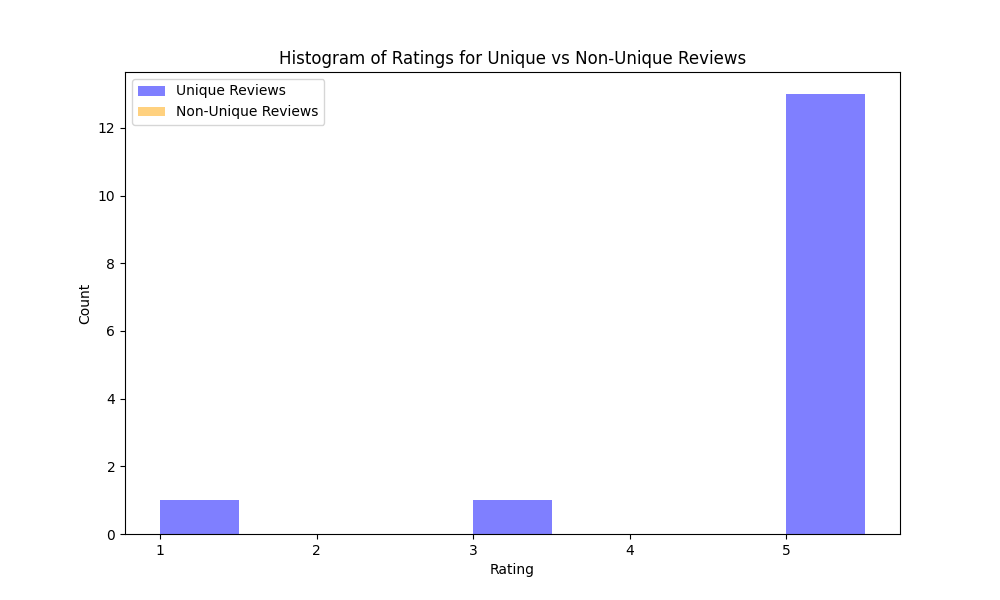 Histogram of Ratings for Unique vs Non-Unique Reviews
Unique Reviews
Non-Unique Reviews
12
10
8
6
4
2
0
Count
1 2 3 4 5
Rating